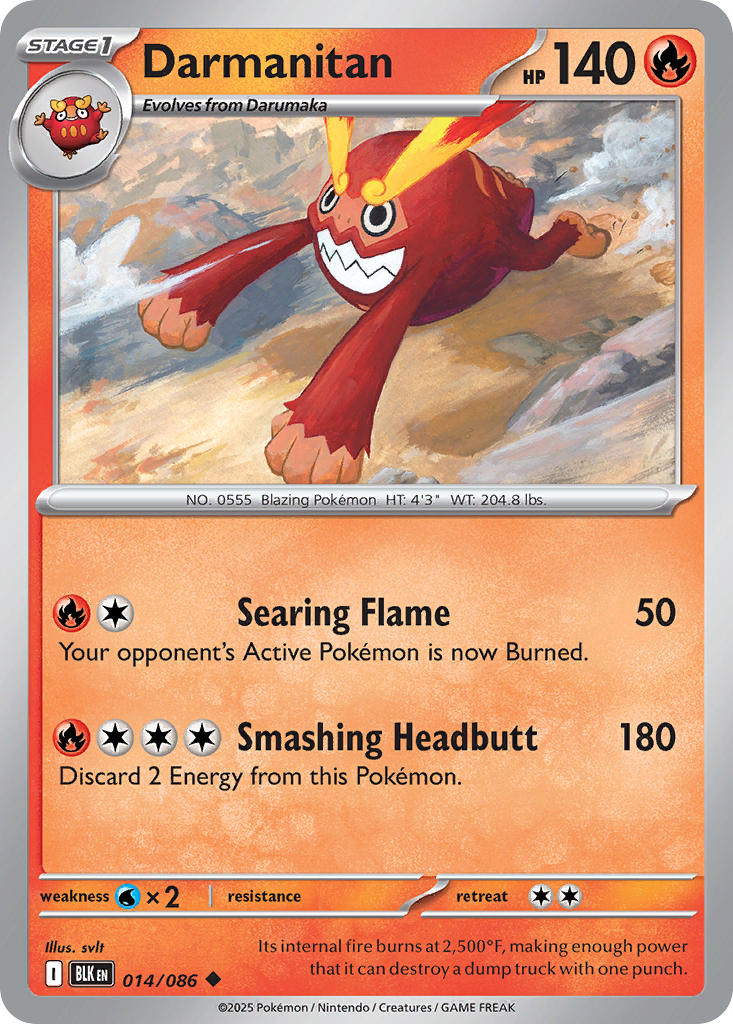 STAGE1
Darmanitan
HP 140
Evolves from Darumaka
NO. 0555 Blazing Pokémon HT: 4'3" WT: 204.8 lbs.
Searing Flame 50
Your opponent's Active Pokémon is now Burned.
Smashing Headbutt 180
Discard 2 Energy from this Pokémon.
weakness ×2 resistance retreat
Illus. svlt
Its internal fire burns at 2,500°F, making enough power
that it can destroy a dump truck with one punch.
I BLK EN 014/086
©2025 Pokémon / Nintendo / Creatures / GAME FREAK